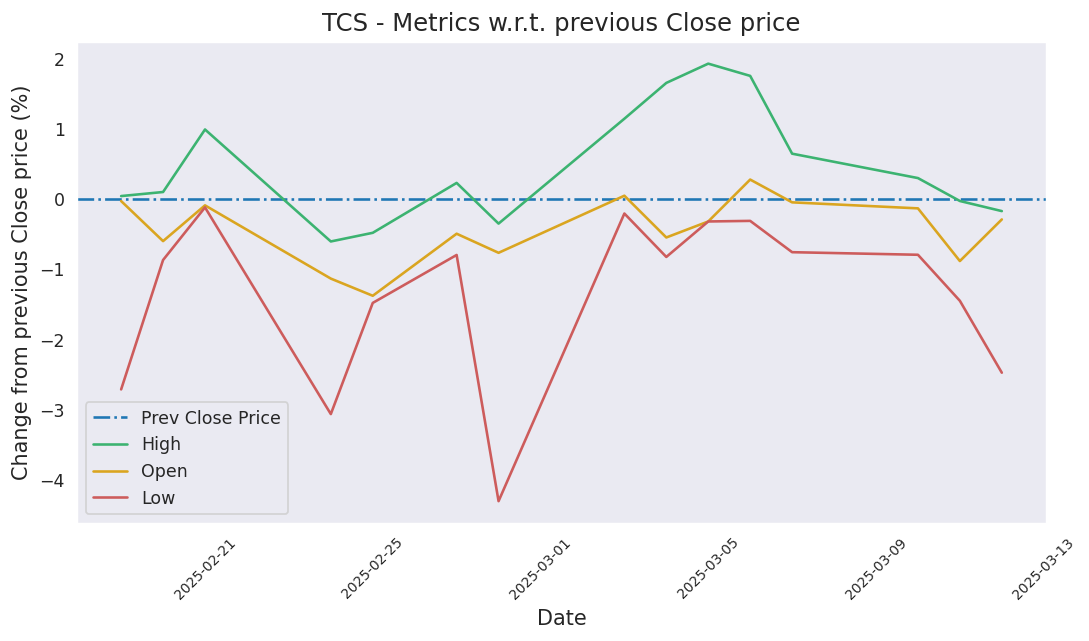 TCS - Metrics w.r.t. previous Close price
Change from previous Close price (%)
2
1
0
−1
−2
−3
−4
Prev Close Price
High
Open
Low
2025-02-21
2025-02-25
2025-03-01
2025-03-05
2025-03-09
2025-03-13
Date